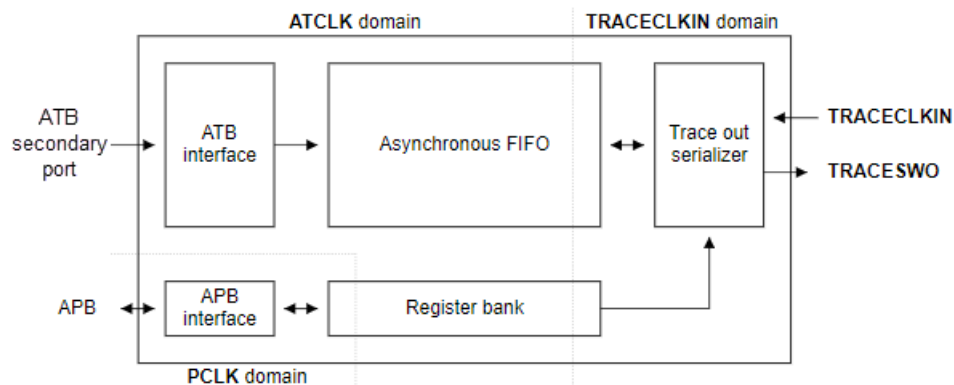 ATCLK domain
TRACECLKIN domain
ATB
secondary
port
ATB
interface
Asynchronous FIFO
Trace out
serializer
TRACECLKIN
TRACESWO
APB
APB
interface
Register bank
PCLK domain